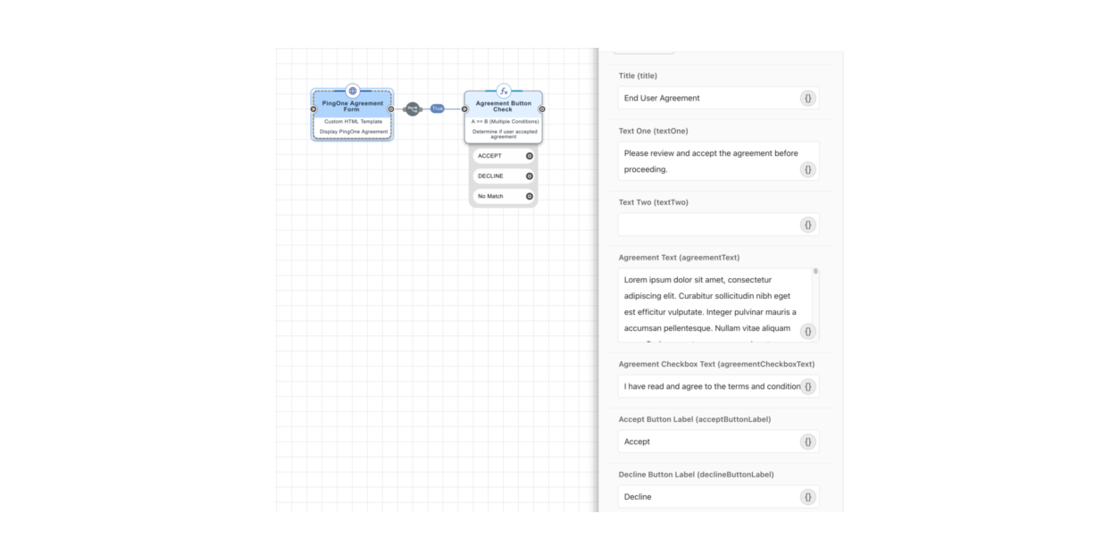 PingOne Agreement
Form
Custom HTML Template
Display PingOne Agreement
True
Agreement Button
Check
A == B (Multiple Conditions)
Determine if user accepted
agreement
ACCEPT
DECLINE
No Match
Title (title)
End User Agreement
{}
Text One (textOne)
Please review and accept the agreement before
proceeding.
{}
Text Two (textTwo)
{}
Agreement Text (agreementText)
Lorem ipsum dolor sit amet, consectetur
adipiscing elit. Curabitur sollicitudin nibh eget
est efficitur vulputate. Integer pulvinar mauris a
accumsan pellentesque. Nullam vitae aliquam
{}
Agreement Checkbox Text (agreementCheckboxText)
I have read and agree to the terms and condition
{}
Accept Button Label (acceptButtonLabel)
Accept
{}
Decline Button Label (declineButtonLabel)
Decline
{}